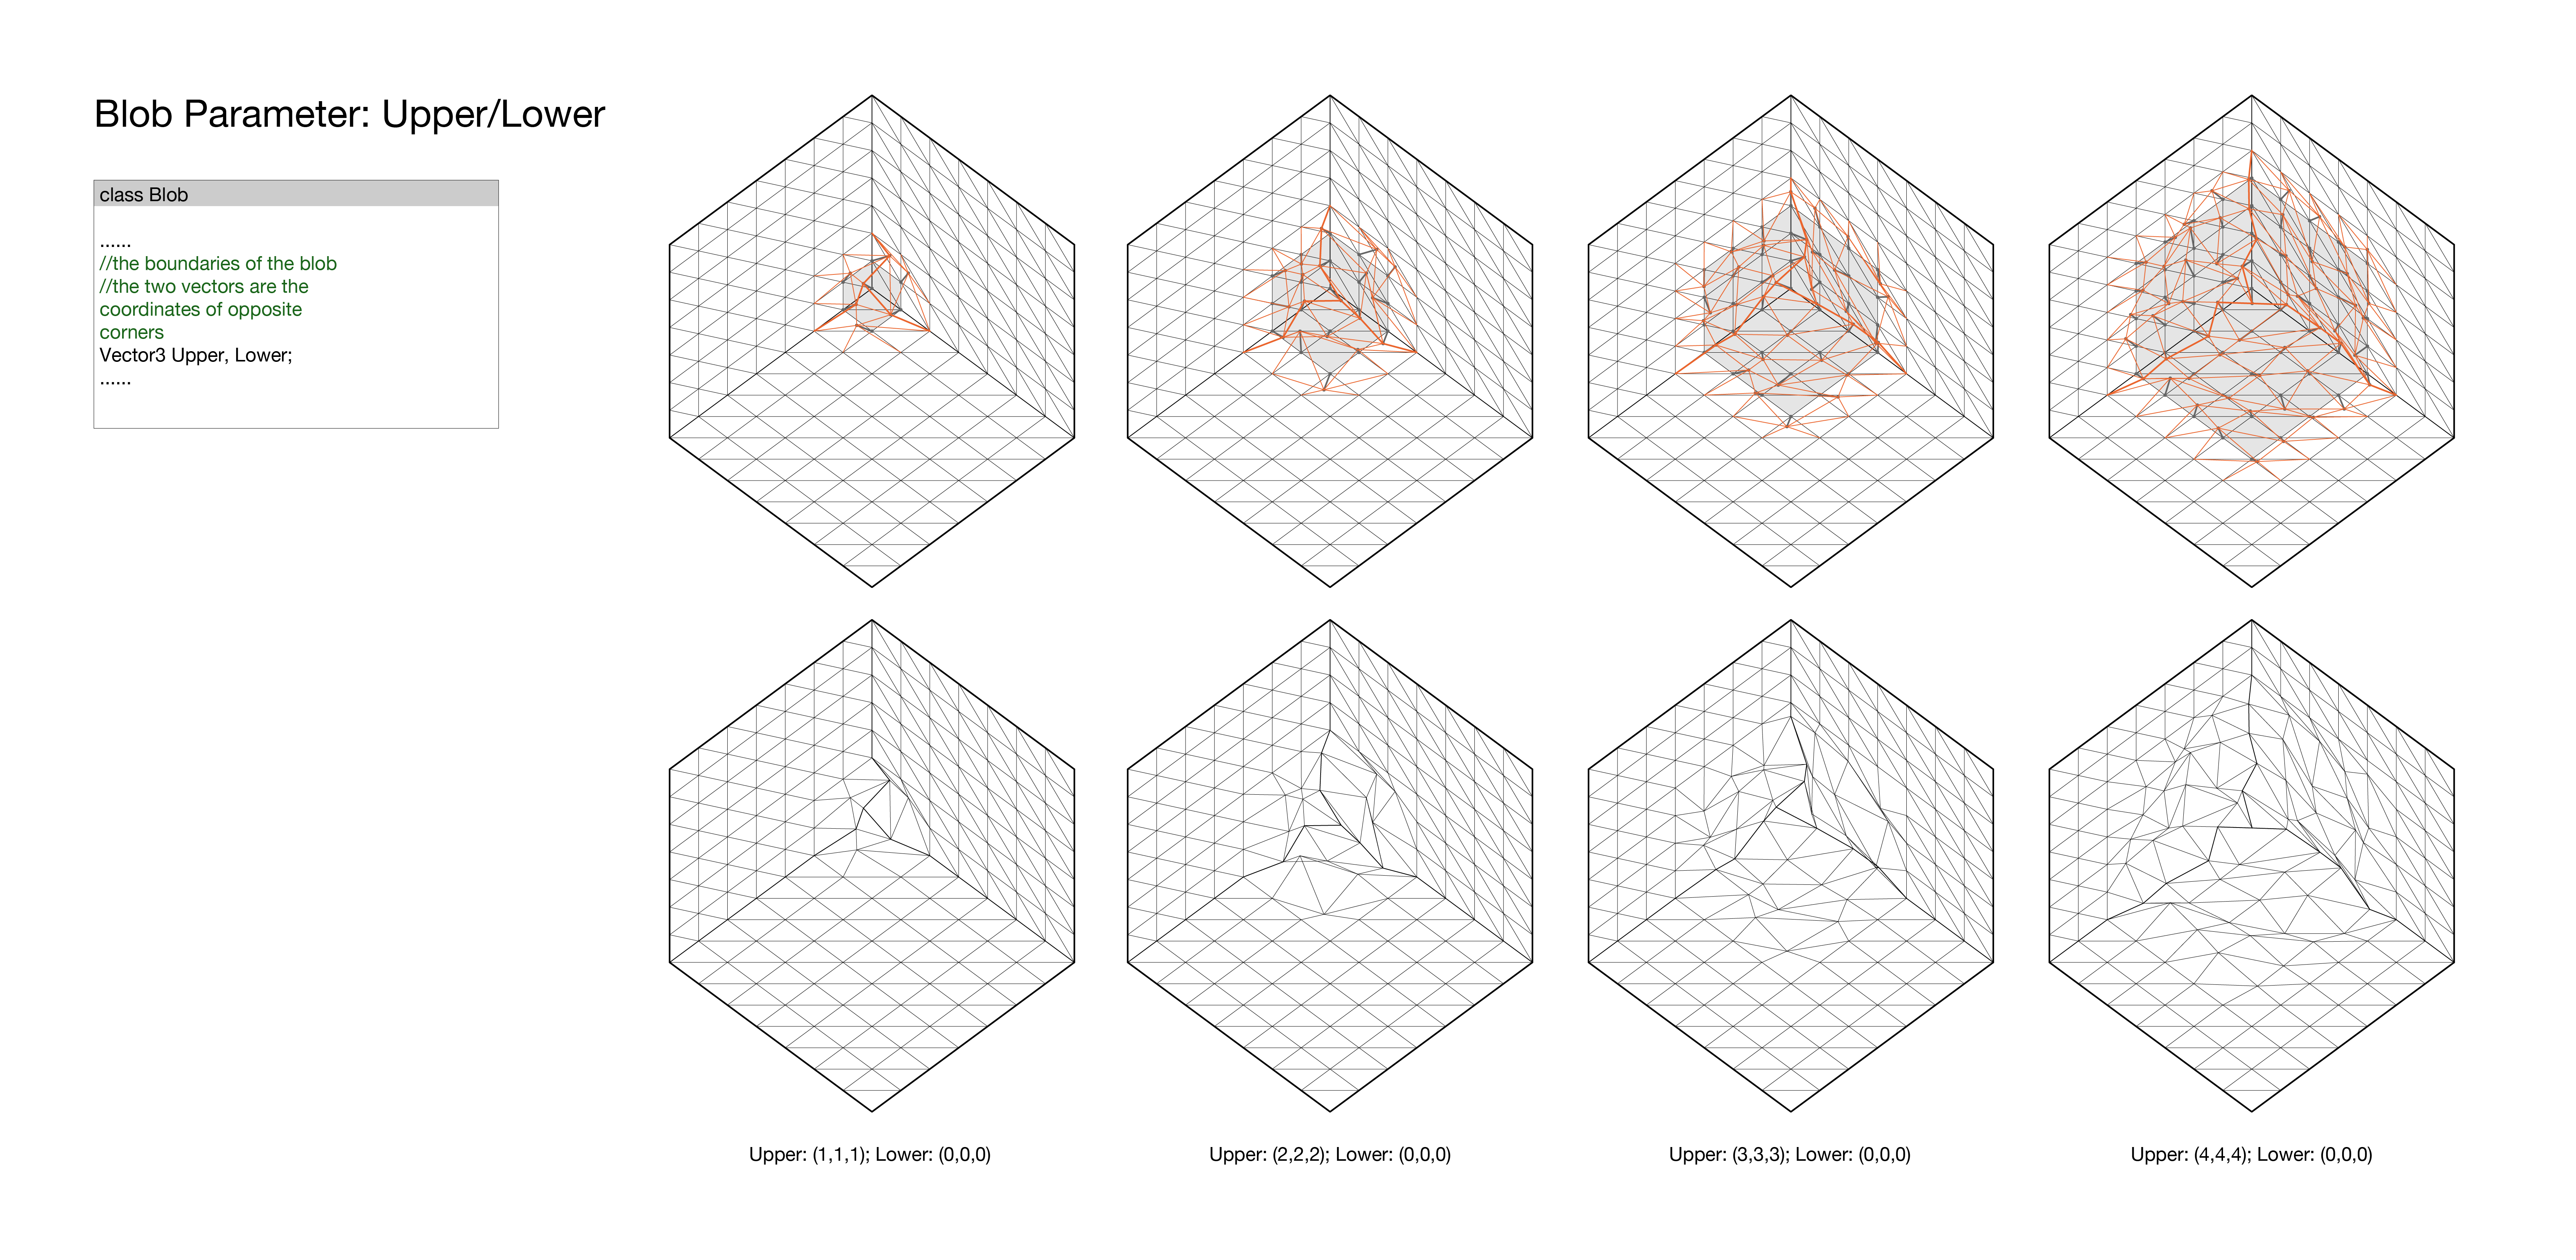 Blob Parameter: Upper/Lower
class Blob
......
//the boundaries of the blob
//the two vectors are the
coordinates of opposite
corners
Vector3 Upper, Lower;
......
Upper: (1,1,1); Lower: (0,0,0)
Upper: (2,2,2); Lower: (0,0,0)
Upper: (3,3,3); Lower: (0,0,0)
Upper: (4,4,4); Lower: (0,0,0)